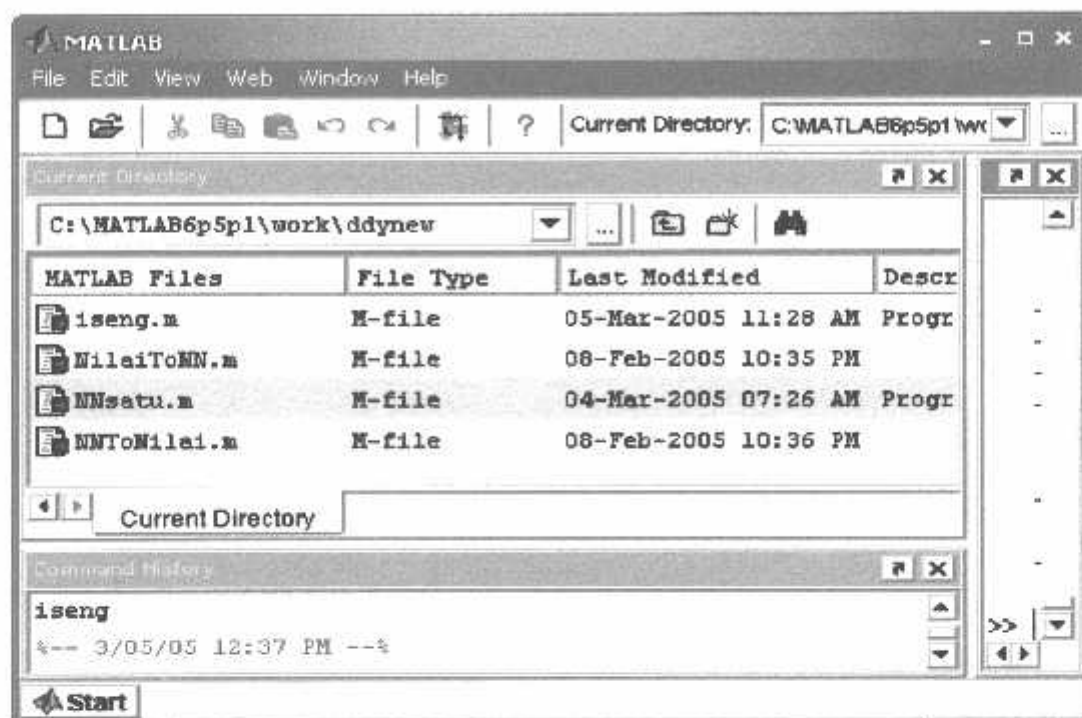 MATLAB
File Edit View Web Window Help
? Current Directory: C:\MATLAB6p5p1\wc ...
Current Directory
C:\MATLAB6p5p1\work\ddynew ...
MATLAB Files File Type Last Modified Descr
iseng.m M-file 05-Mar-2005 11:28 AM Progr
NilaiToNN.m M-file 08-Feb-2005 10:35 PM
NNsatu.m M-file 04-Mar-2005 07:26 AM Progr
NNToNilai.m M-file 08-Feb-2005 10:36 PM
Current Directory
Command History
iseng
%-- 3/05/05 12:37 PM --%
>>
Start